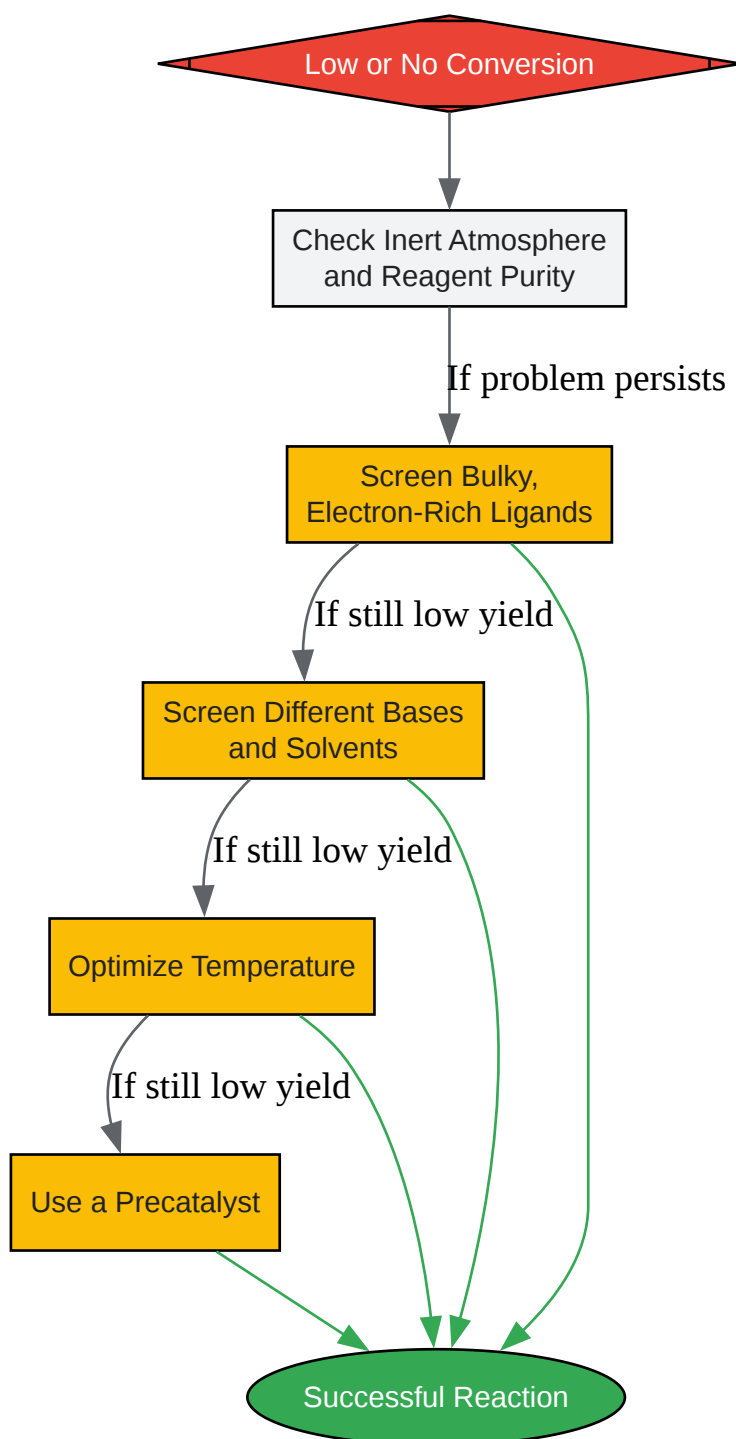 Low or No Conversion
Check Inert Atmosphere
and Reagent Purity
If problem persists
Screen Bulky,
Electron-Rich Ligands
If still low yield
Screen Different Bases
and Solvents
If still low yield
Optimize Temperature
If still low yield
Use a Precatalyst
Successful Reaction